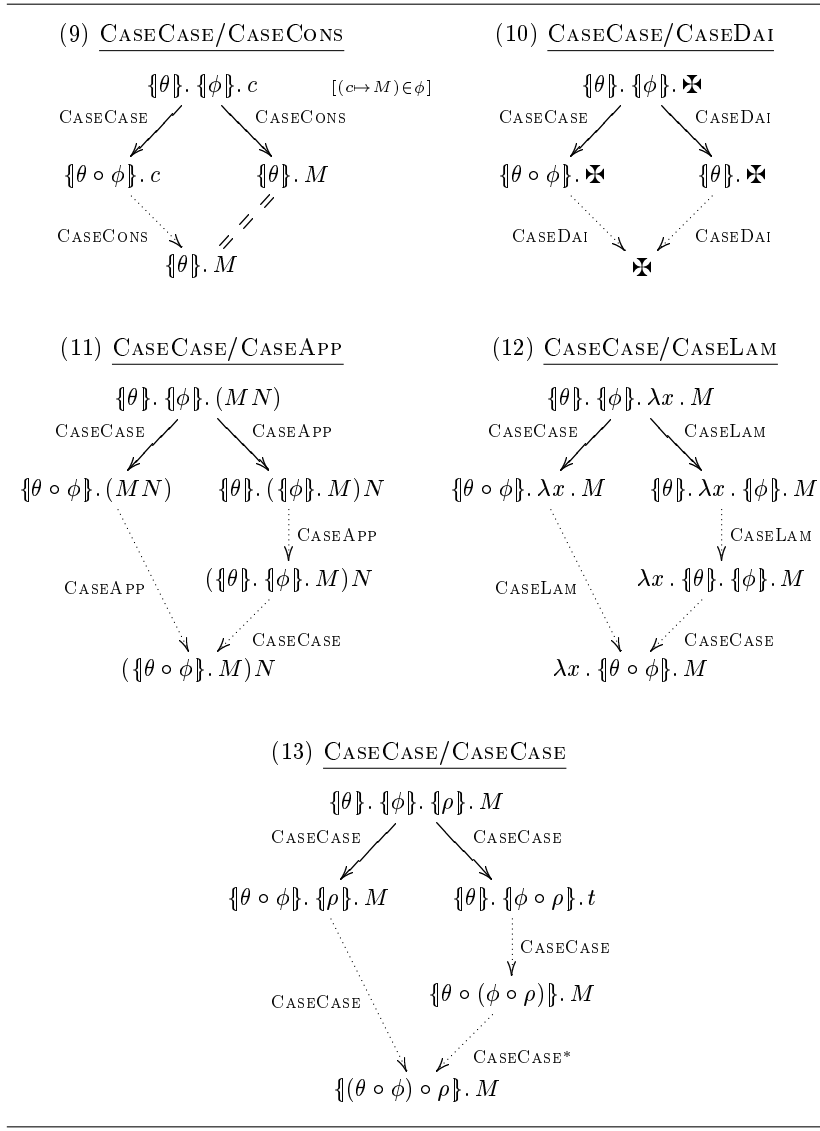 (9) CASECASE/CASECONS
{|θ|}. {|φ|}. c [(c↦M)∈φ]
CASECASE CASECONS
{|θ ∘ φ|}. c {|θ|}. M
CASECONS
{|θ|}. M
(10) CASECASE/CASEDAI
{|θ|}. {|φ|}. ✠
CASECASE CASEDAI
{|θ ∘ φ|}. ✠ {|θ|}. ✠
CASEDAI CASEDAI
✠
(11) CASECASE/CASEAPP
{|θ|}. {|φ|}. (MN)
CASECASE CASEAPP
{|θ ∘ φ|}. (MN) {|θ|}. ({|φ|}. M)N
CASEAPP
({|θ|}. {|φ|}. M)N
CASEAPP
CASECASE
({|θ ∘ φ|}. M)N
(12) CASECASE/CASELAM
{|θ|}. {|φ|}. λx . M
CASECASE CASELAM
{|θ ∘ φ|}. λx . M {|θ|}. λx . {|φ|}. M
CASELAM
λx . {|θ|}. {|φ|}. M
CASELAM
CASECASE
λx . {|θ ∘ φ|}. M
(13) CASECASE/CASECASE
{|θ|}. {|φ|}. {|ρ|}. M
CASECASE CASECASE
{|θ ∘ φ|}. {|ρ|}. M {|θ|}. {|φ ∘ ρ|}. t
CASECASE
{|θ ∘ (φ ∘ ρ)|}. M
CASECASE
CASECASE*
{|(θ ∘ φ) ∘ ρ|}. M